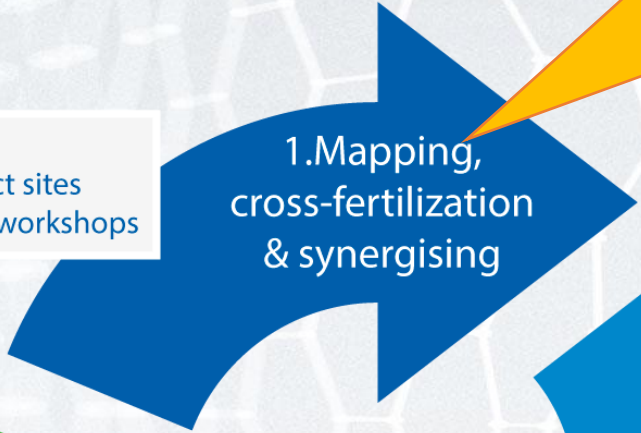 ct sites
workshops
1.Mapping,
cross-fertilization
& synergising